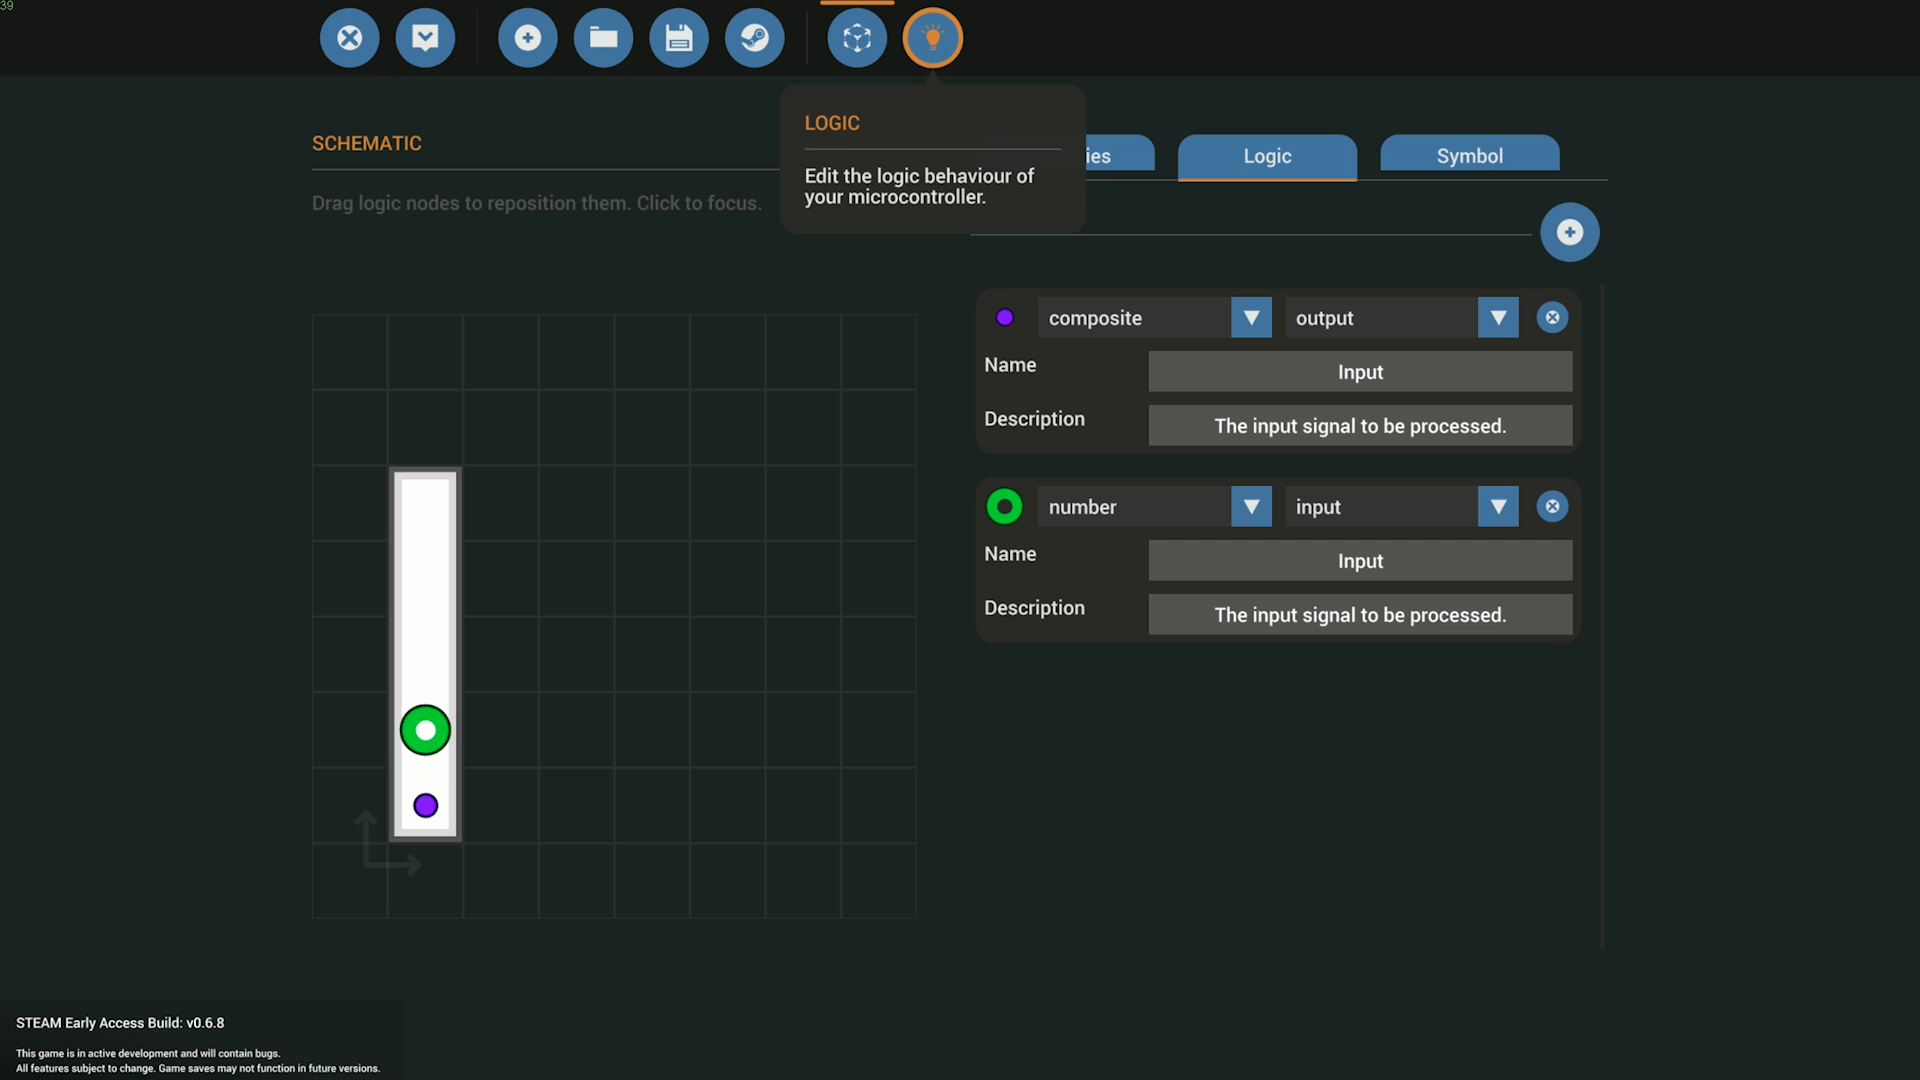 39
LOGIC
Edit the logic behaviour of
your microcontroller.
SCHEMATIC
Drag logic nodes to reposition them. Click to focus.
ies
Logic
Symbol
composite
output
Name
Input
Description
The input signal to be processed.
number
input
Name
Input
Description
The input signal to be processed.
STEAM Early Access Build: v0.6.8
This game is in active development and will contain bugs.
All features subject to change. Game saves may not function in future versions.